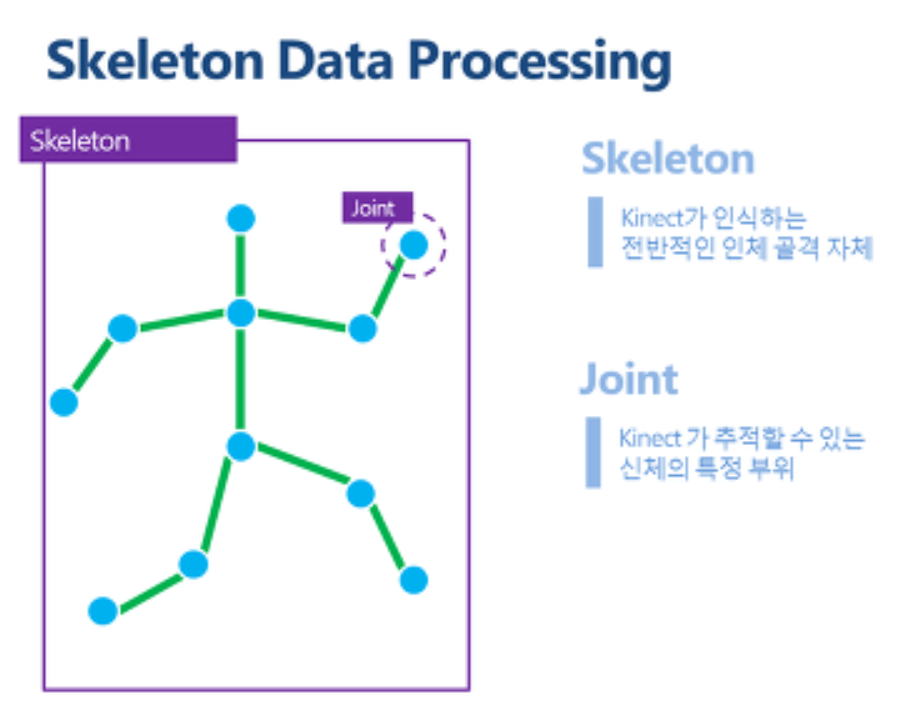 Skeleton Data Processing
Skeleton
Joint
Skeleton
Kinect가 인식하는
전반적인 인체 골격 자체
Joint
Kinect 가 추적할 수 있는
신체의 특정 부위